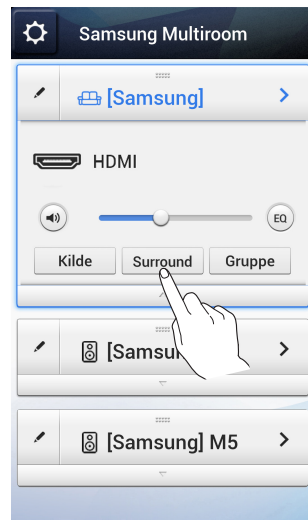 Samsung Multiroom
[Samsung]
HDMI
EQ
Kilde Surround Gruppe
[Samsu
[Samsung] M5